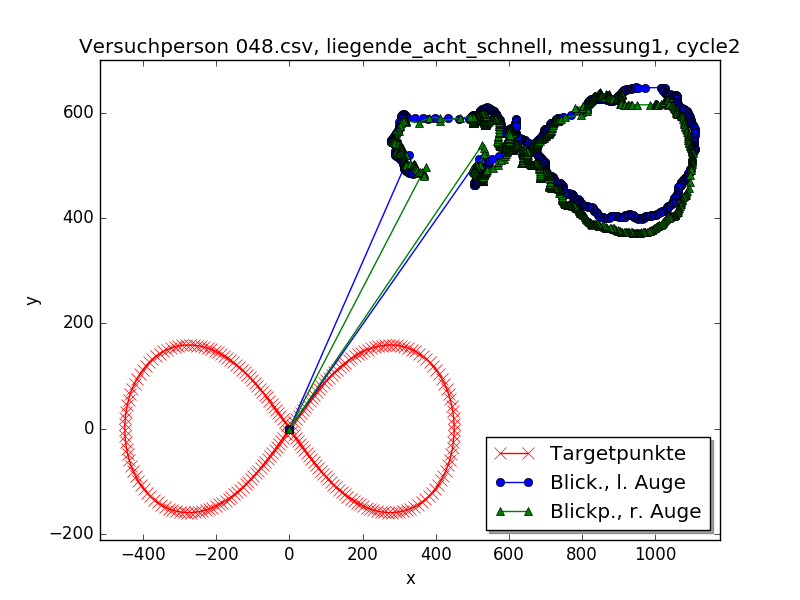 Versuchperson 048.csv, liegende_acht_schnell, messung1, cycle2
600
400
200
0
−200
y
−400
−200
0
200
400
600
800
1000
x
Targetpunkte
Blick., l. Auge
Blickp., r. Auge